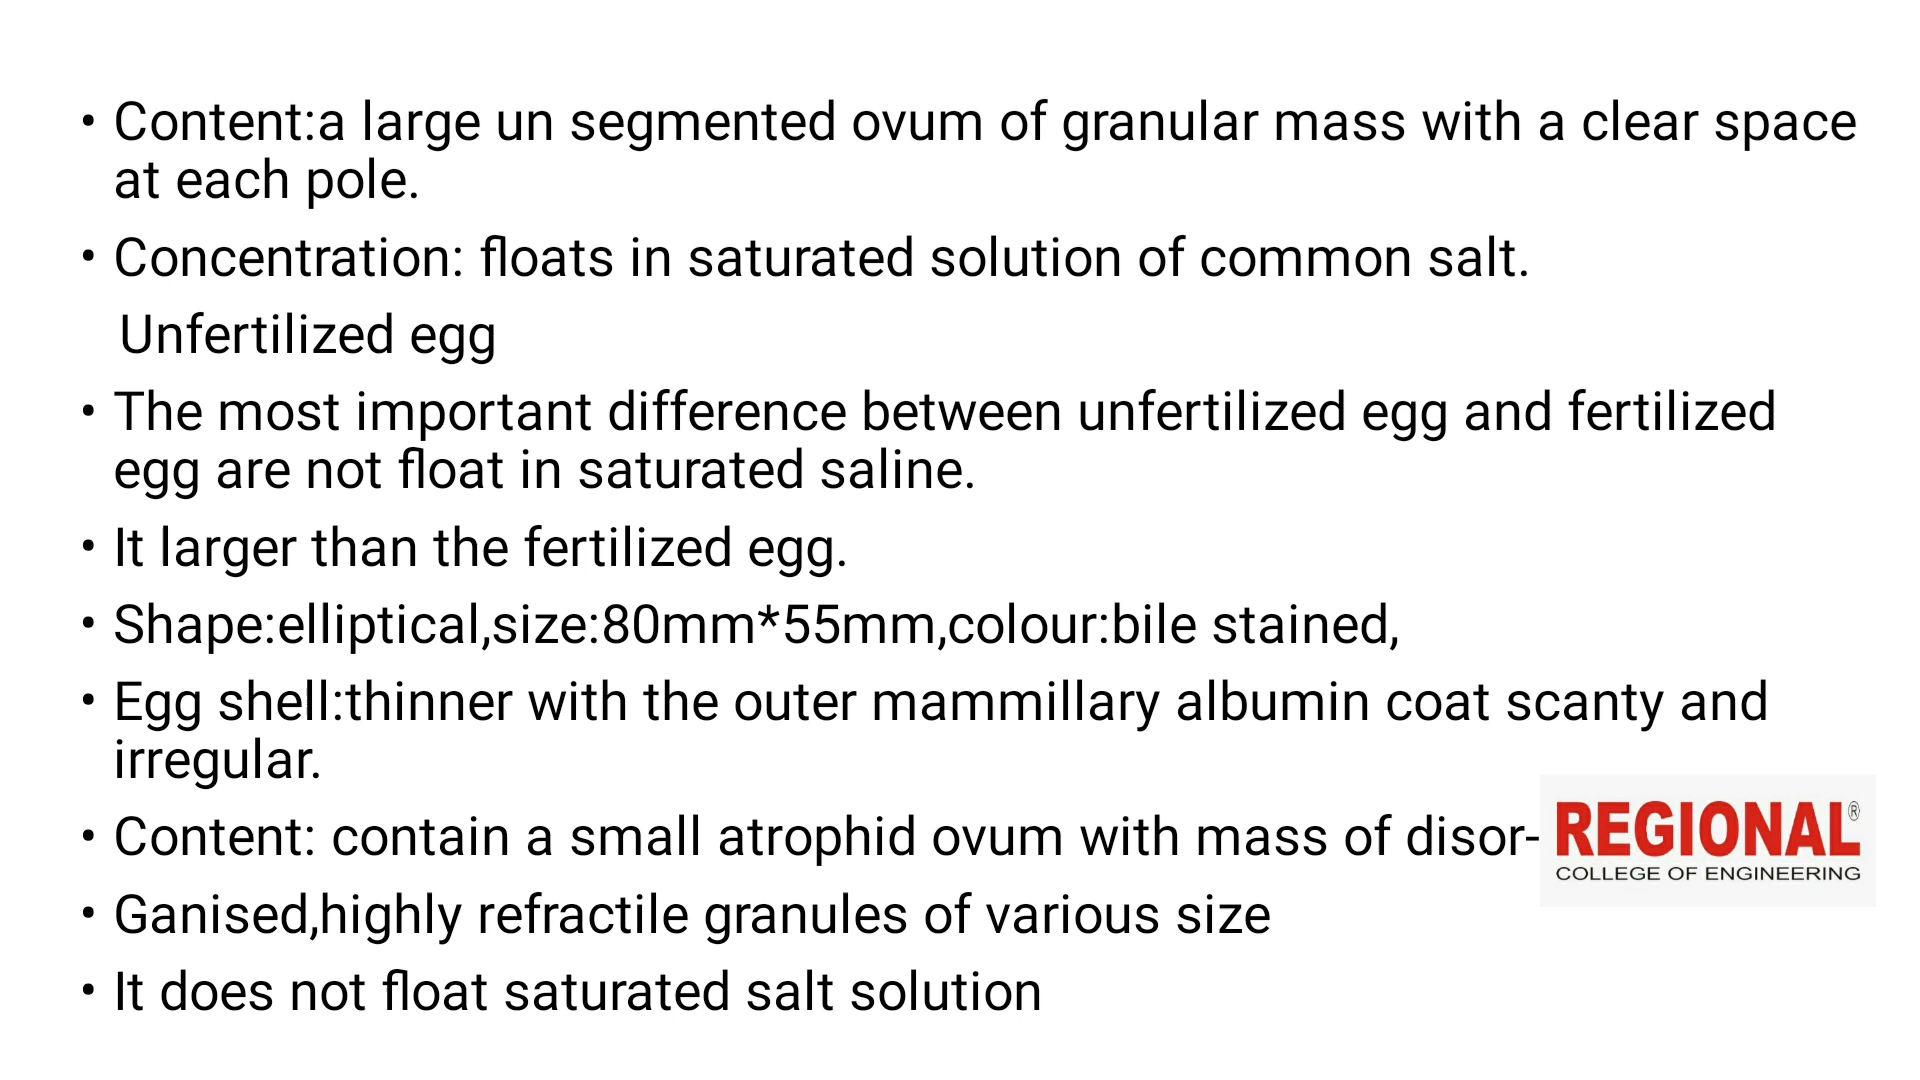 • Content:a large un segmented ovum of granular mass with a clear space
at each pole.
• Concentration: floats in saturated solution of common salt.
Unfertilized egg
• The most important difference between unfertilized egg and fertilized
egg are not float in saturated saline.
• It larger than the fertilized egg.
• Shape:elliptical,size:80mm*55mm,colour:bile stained,
• Egg shell:thinner with the outer mammillary albumin coat scanty and
irregular.
• Content: contain a small atrophid ovum with mass of disor-
REGIONAL®
COLLEGE OF ENGINEERING
• Ganised,highly refractile granules of various size
• It does not float saturated salt solution